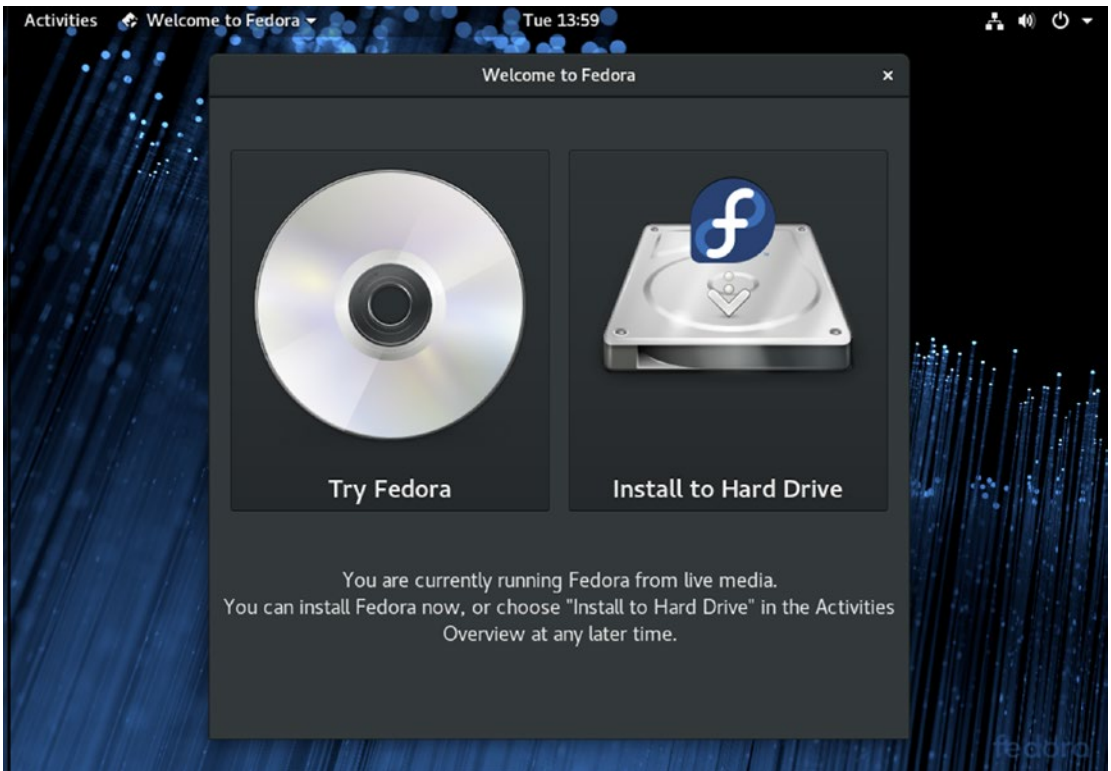 Activities Welcome to Fedora Tue 13:59
Welcome to Fedora
Try Fedora Install to Hard Drive
You are currently running Fedora from live media.
You can install Fedora now, or choose "Install to Hard Drive" in the Activities
Overview at any later time.
fedora